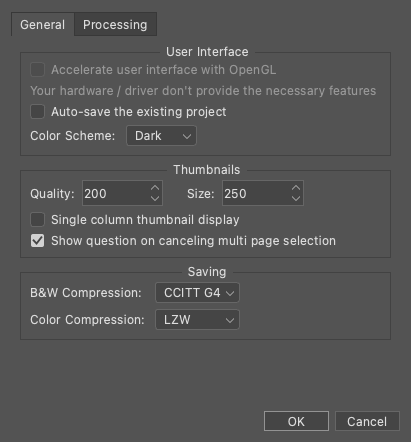 General Processing
User Interface
Accelerate user interface with OpenGL
Your hardware / driver don't provide the necessary features
Auto-save the existing project
Color Scheme: Dark
Thumbnails
Quality: 200 Size: 250
Single column thumbnail display
Show question on canceling multi page selection
Saving
B&W Compression: CCITT G4
Color Compression: LZW
OK Cancel